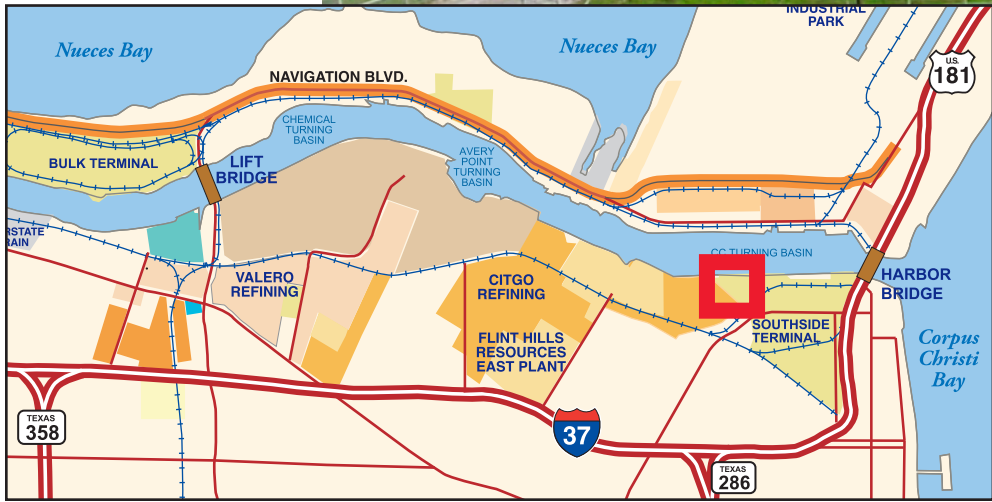 INDUSTRIAL
PARK
Nueces Bay
Nueces Bay
U.S.
181
NAVIGATION BLVD.
CHEMICAL
TURNING
BASIN
BULK TERMINAL
LIFT
BRIDGE
AVERY
POINT
TURNING
BASIN
RSTATE
RAIN
CC TURNING BASIN
VALERO
REFINING
CITGO
REFINING
HARBOR
BRIDGE
FLINT HILLS
RESOURCES
EAST PLANT
SOUTHSIDE
TERMINAL
Corpus
Christi
Bay
TEXAS
358
37
TEXAS
286